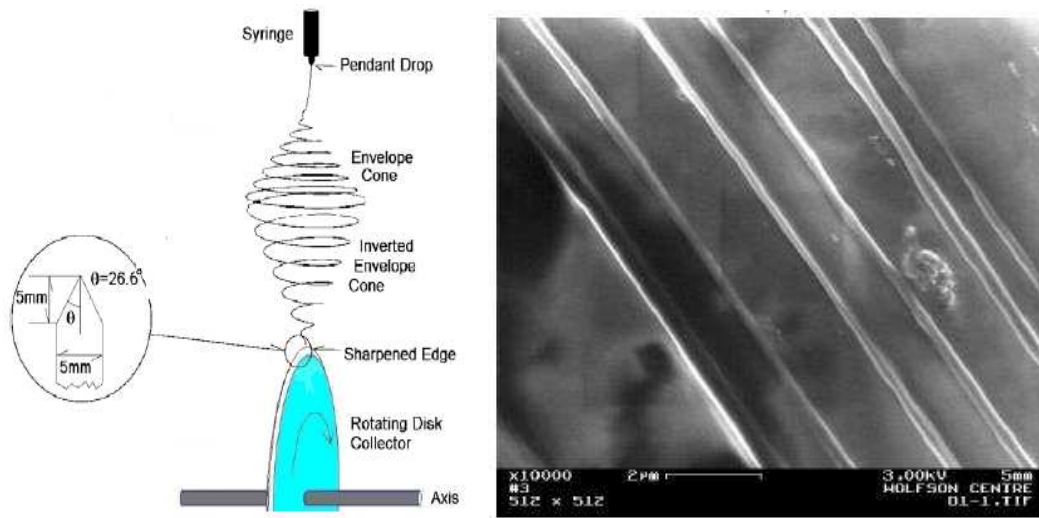 Syringe
Pendant Drop
Envelope
Cone
Inverted
Envelope
Cone
θ=26.6°
5mm
θ
5mm
Sharpened Edge
Rotating Disk
Collector
Axis
x10000 2µm 3.00kV 5mm
#3 WOLFSON CENTRE
512 x 512 01-1.TIF